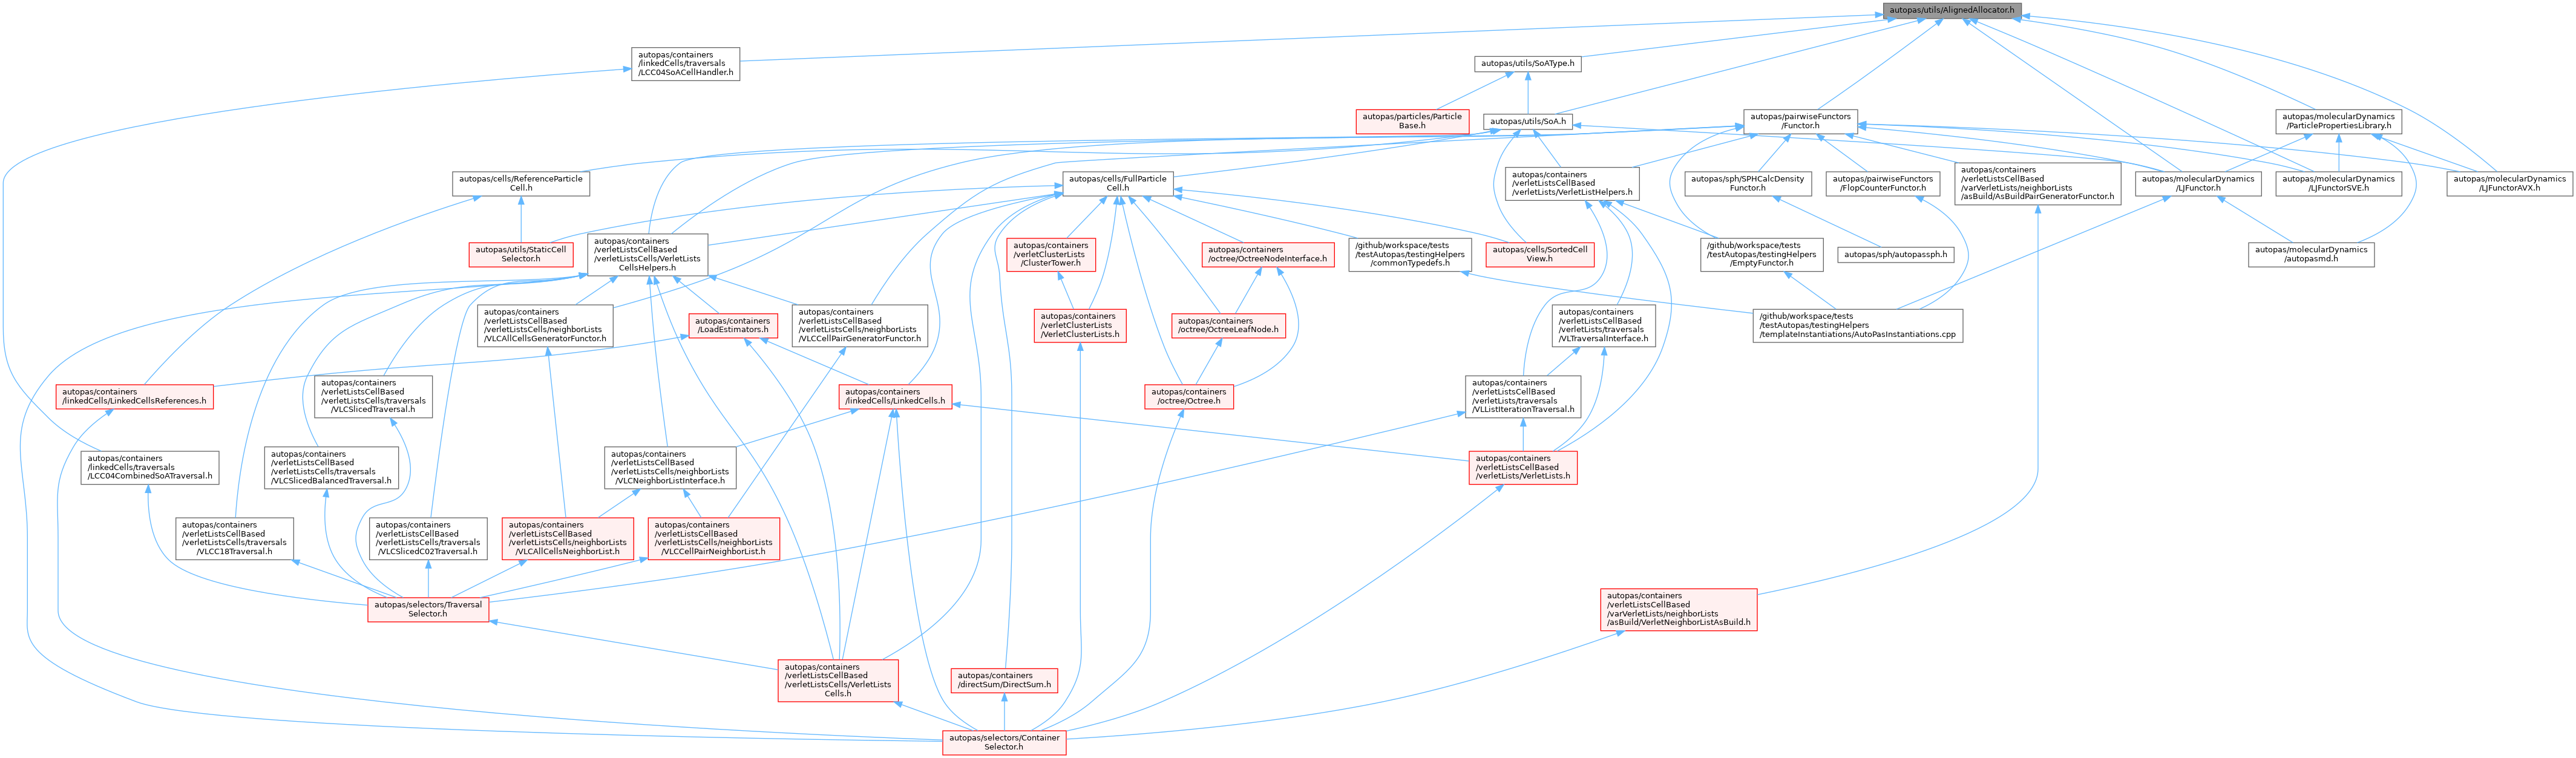 autopas/utils/AlignedAllocator.h
autopas/containers
/linkedCells/traversals
/LCC04SoACellHandler.h
autopas/utils/SoAType.h
autopas/particles/Particle
Base.h
autopas/utils/SoA.h
autopas/pairwiseFunctors
/Functor.h
autopas/molecularDynamics
/ParticlePropertiesLibrary.h
autopas/cells/ReferenceParticle
Cell.h
autopas/cells/FullParticle
Cell.h
autopas/containers
/verletListsCellBased
/verletLists/VerletListHelpers.h
autopas/sph/SPHCalcDensity
Functor.h
autopas/pairwiseFunctors
/FlopCounterFunctor.h
autopas/containers
/verletListsCellBased
/varVerletLists/neighborLists
/asBuild/AsBuildPairGeneratorFunctor.h
autopas/molecularDynamics
/LJFunctor.h
autopas/molecularDynamics
/LJFunctorSVE.h
autopas/molecularDynamics
/LJFunctorAVX.h
autopas/utils/StaticCell
Selector.h
autopas/containers
/verletListsCellBased
/verletListsCells/VerletLists
CellsHelpers.h
autopas/containers
/verletClusterLists
/ClusterTower.h
autopas/containers
/octree/OctreeNodeInterface.h
/github/workspace/tests
/testAutopas/testingHelpers
/commonTypedefs.h
autopas/cells/SortedCell
View.h
/github/workspace/tests
/testAutopas/testingHelpers
/EmptyFunctor.h
autopas/sph/autopassph.h
autopas/molecularDynamics
/autopasmd.h
autopas/containers
/verletListsCellBased
/verletListsCells/neighborLists
/VLCAllCellsGeneratorFunctor.h
autopas/containers
/LoadEstimators.h
autopas/containers
/verletListsCellBased
/verletListsCells/neighborLists
/VLCCellPairGeneratorFunctor.h
autopas/containers
/verletClusterLists
/VerletClusterLists.h
autopas/containers
/octree/OctreeLeafNode.h
autopas/containers
/verletListsCellBased
/verletLists/traversals
/VLTraversalInterface.h
/github/workspace/tests
/testAutopas/testingHelpers
/templateInstantiations/AutoPasInstantiations.cpp
autopas/containers
/linkedCells/LinkedCellsReferences.h
autopas/containers
/verletListsCellBased
/verletListsCells/traversals
/VLCSlicedTraversal.h
autopas/containers
/linkedCells/LinkedCells.h
autopas/containers
/octree/Octree.h
autopas/containers
/verletListsCellBased
/verletLists/traversals
/VLListIterationTraversal.h
autopas/containers
/linkedCells/traversals
/LCC04CombinedSoATraversal.h
autopas/containers
/verletListsCellBased
/verletListsCells/traversals
/VLCSlicedBalancedTraversal.h
autopas/containers
/verletListsCellBased
/verletListsCells/neighborLists
/VLCNeighborListInterface.h
autopas/containers
/verletListsCellBased
/verletLists/VerletLists.h
autopas/containers
/verletListsCellBased
/verletListsCells/traversals
/VLCC18Traversal.h
autopas/containers
/verletListsCellBased
/verletListsCells/traversals
/VLCSlicedC02Traversal.h
autopas/containers
/verletListsCellBased
/verletListsCells/neighborLists
/VLCAllCellsNeighborList.h
autopas/containers
/verletListsCellBased
/verletListsCells/neighborLists
/VLCCellPairNeighborList.h
autopas/selectors/Traversal
Selector.h
autopas/containers
/verletListsCellBased
/varVerletLists/neighborLists
/asBuild/VerletNeighborListAsBuild.h
autopas/containers
/verletListsCellBased
/verletListsCells/VerletLists
Cells.h
autopas/containers
/directSum/DirectSum.h
autopas/selectors/Container
Selector.h